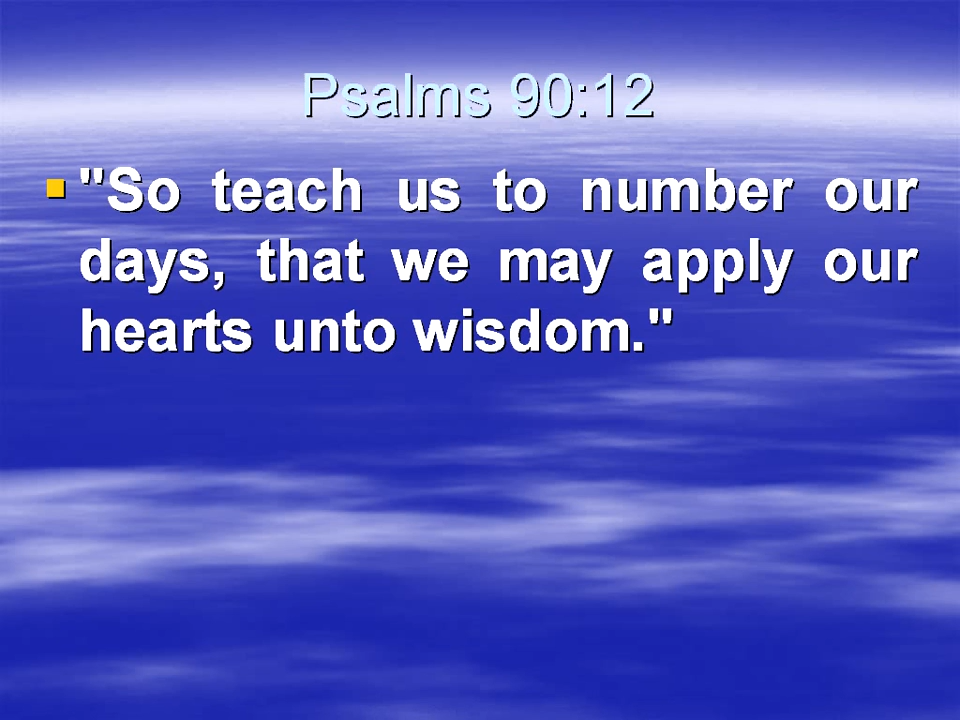 Psalms 90:12
"So teach us to number our
days, that we may apply our
hearts unto wisdom."